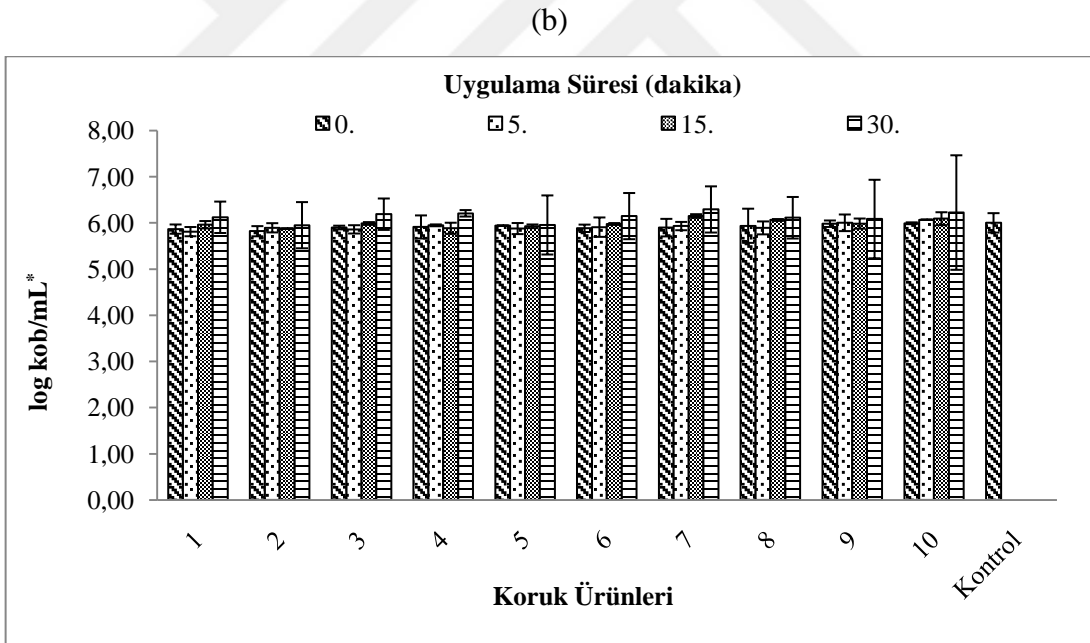 (b)
Uygulama Süresi (dakika)
0. 5. 15. 30.
8,00
7,00
6,00
5,00
4,00
3,00
2,00
1,00
0,00
log kob/mL*
1 2 3 4 5 6 7 8 9 10 Kontrol
Koruk Ürünleri